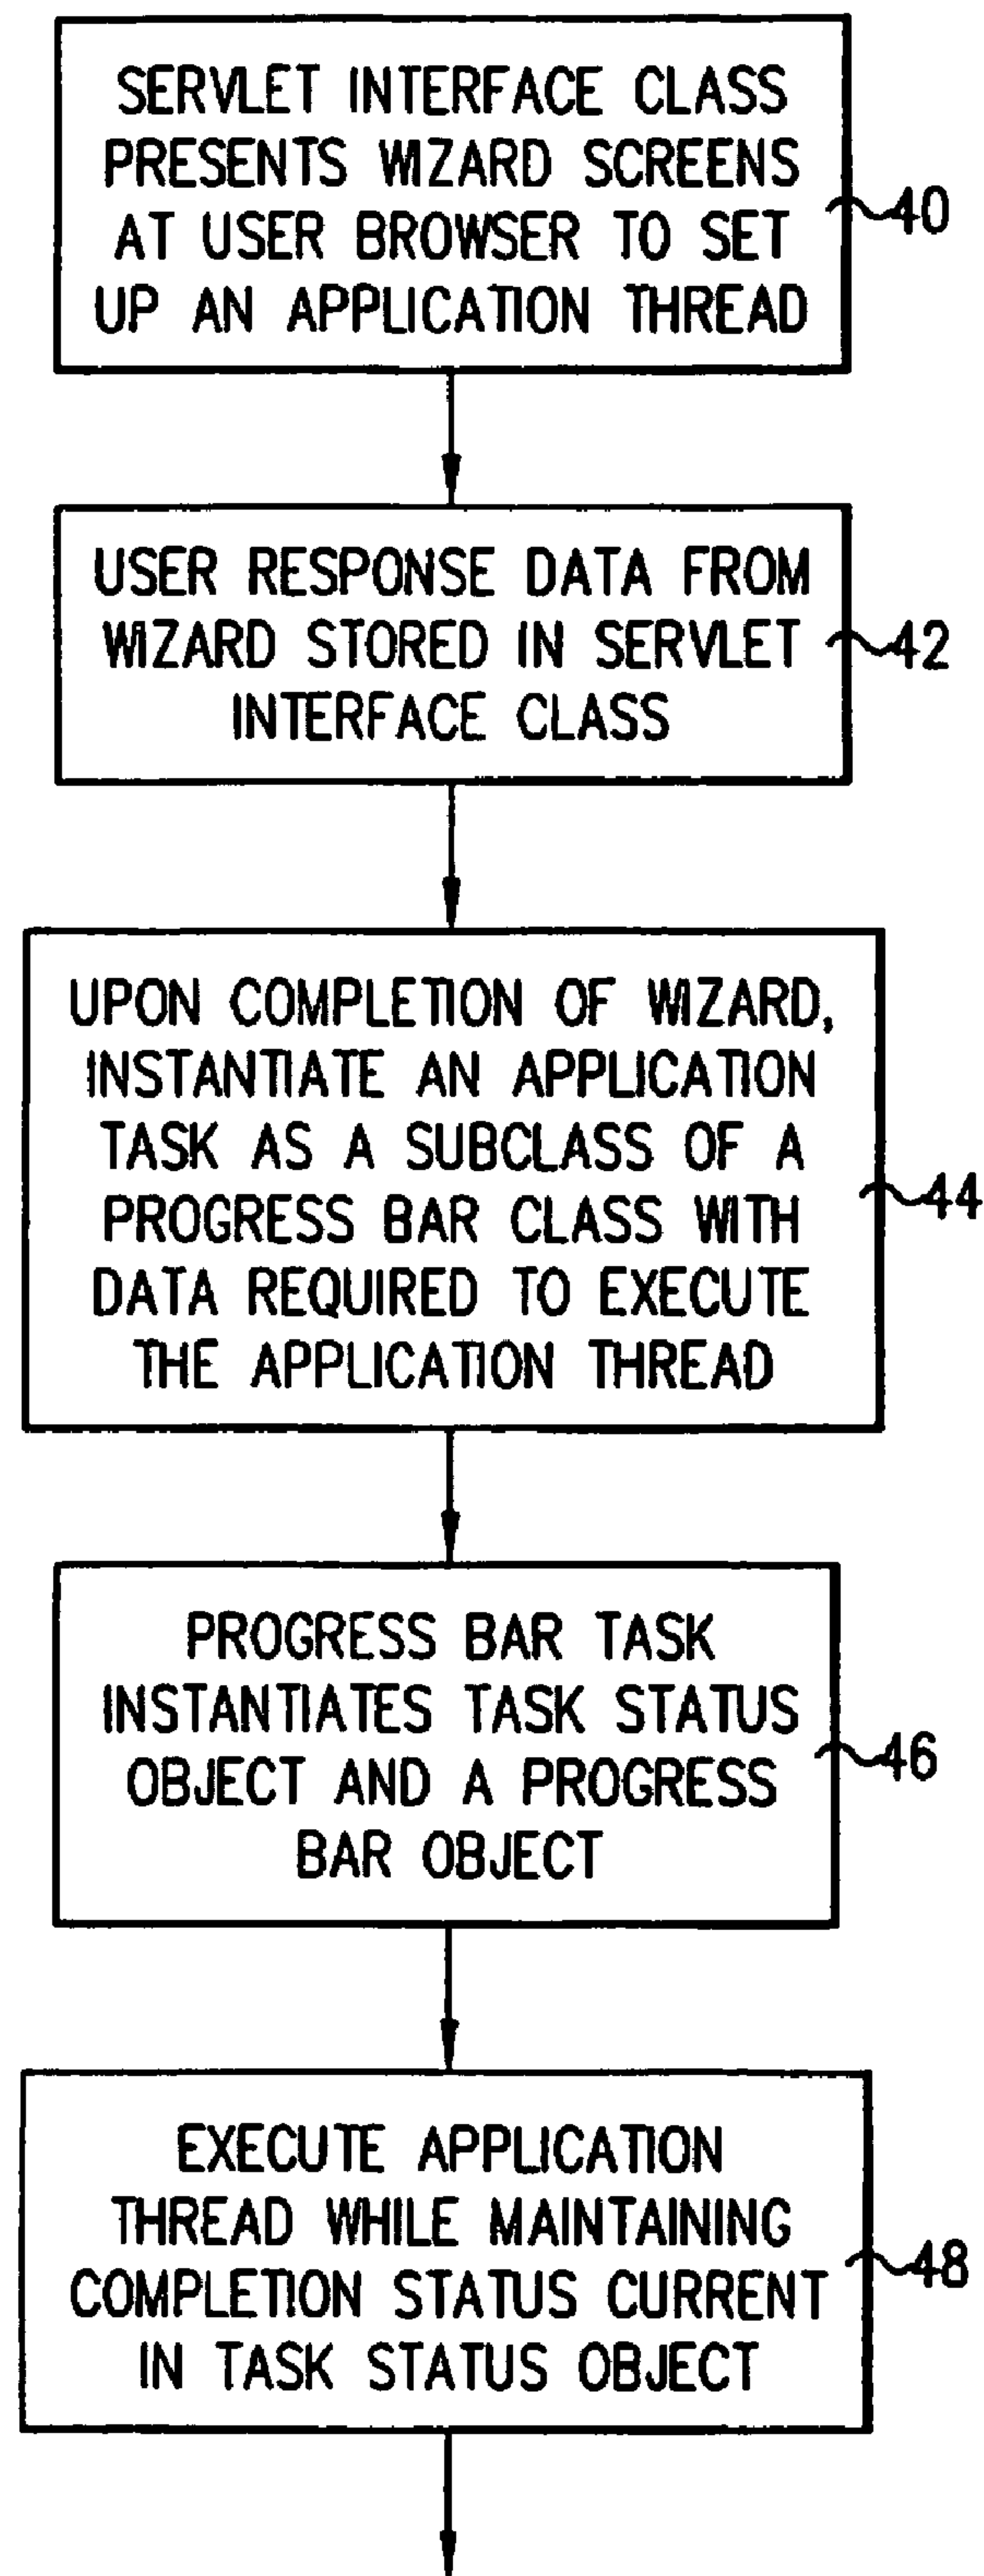 SERVLET INTERFACE CLASS
PRESENTS WIZARD SCREENS
AT USER BROWSER TO SET
UP AN APPLICATION THREAD
40
USER RESPONSE DATA FROM
WIZARD STORED IN SERVLET
INTERFACE CLASS
42
UPON COMPLETION OF WIZARD,
INSTANTIATE AN APPLICATION
TASK AS A SUBCLASS OF A
PROGRESS BAR CLASS WITH
DATA REQUIRED TO EXECUTE
THE APPLICATION THREAD
44
PROGRESS BAR TASK
INSTANTIATES TASK STATUS
OBJECT AND A PROGRESS
BAR OBJECT
46
EXECUTE APPLICATION
THREAD WHILE MAINTAINING
COMPLETION STATUS CURRENT
IN TASK STATUS OBJECT
48